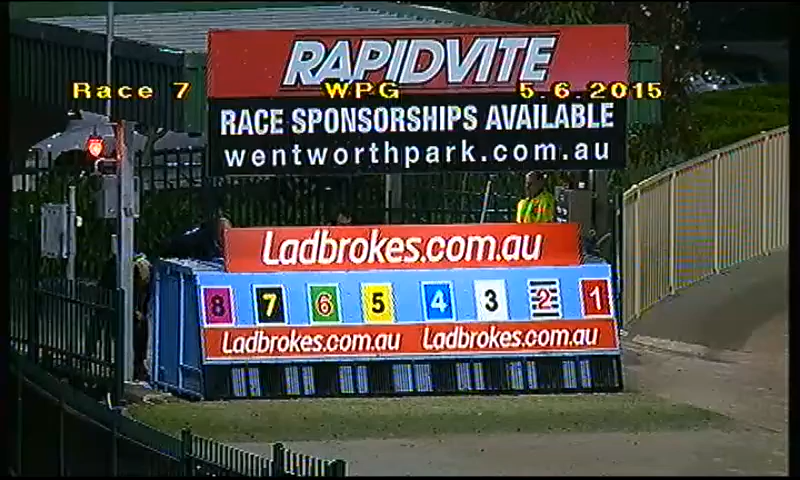 RAPIDVITE
Race 7 WPG 5.6.2015
RACE SPONSORSHIPS AVAILABLE
wentworthpark.com.au
Ladbrokes.com.au
8 7 6 5 4 3 2 1
Ladbrokes.com.au Ladbrokes.com.au